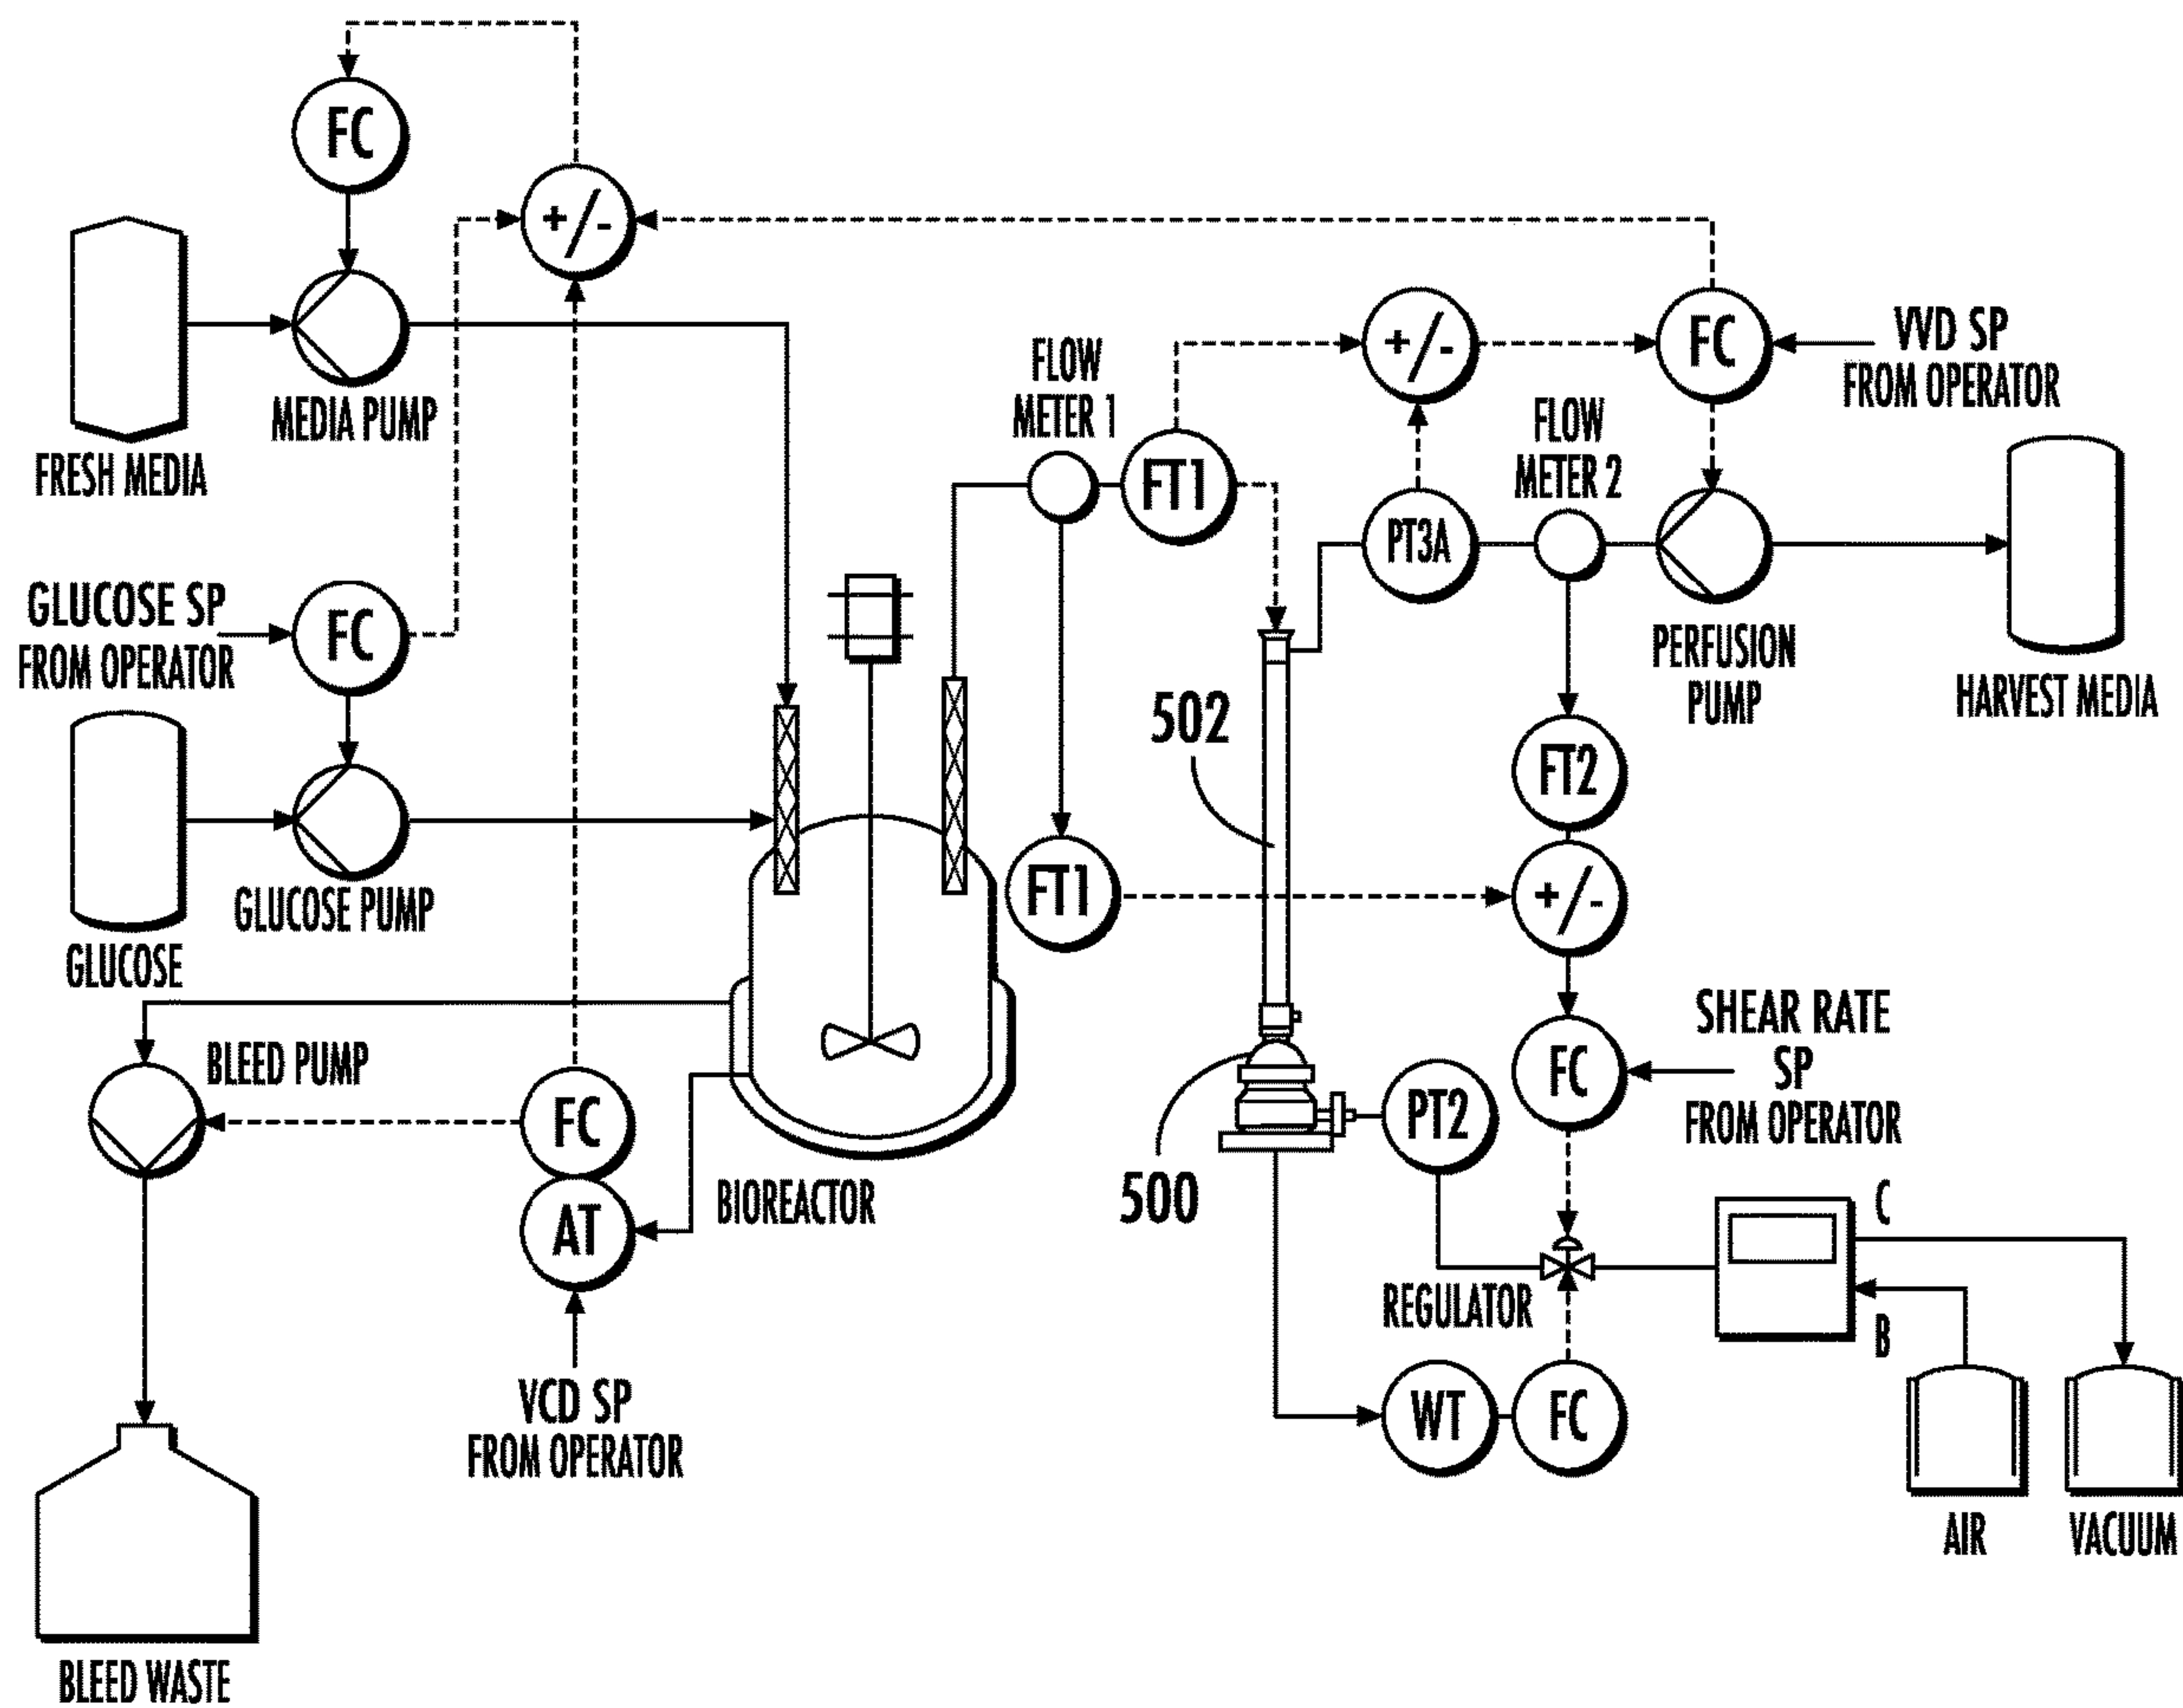 FC
+/-
FRESH MEDIA
MEDIA PUMP
GLUCOSE SP
FROM OPERATOR
FC
GLUCOSE
GLUCOSE PUMP
BLEED PUMP
FC
AT
VCD SP
FROM OPERATOR
BLEED WASTE
BIOREACTOR
FLOW
METER 1
FT1
FT1
+/-
FC
VVD SP
FROM OPERATOR
PT3A
FLOW
METER 2
PERFUSION
PUMP
HARVEST MEDIA
502
FT2
+/-
FC
SHEAR RATE
SP
FROM OPERATOR
500
PT2
REGULATOR
C
B
WT
FC
AIR
VACUUM